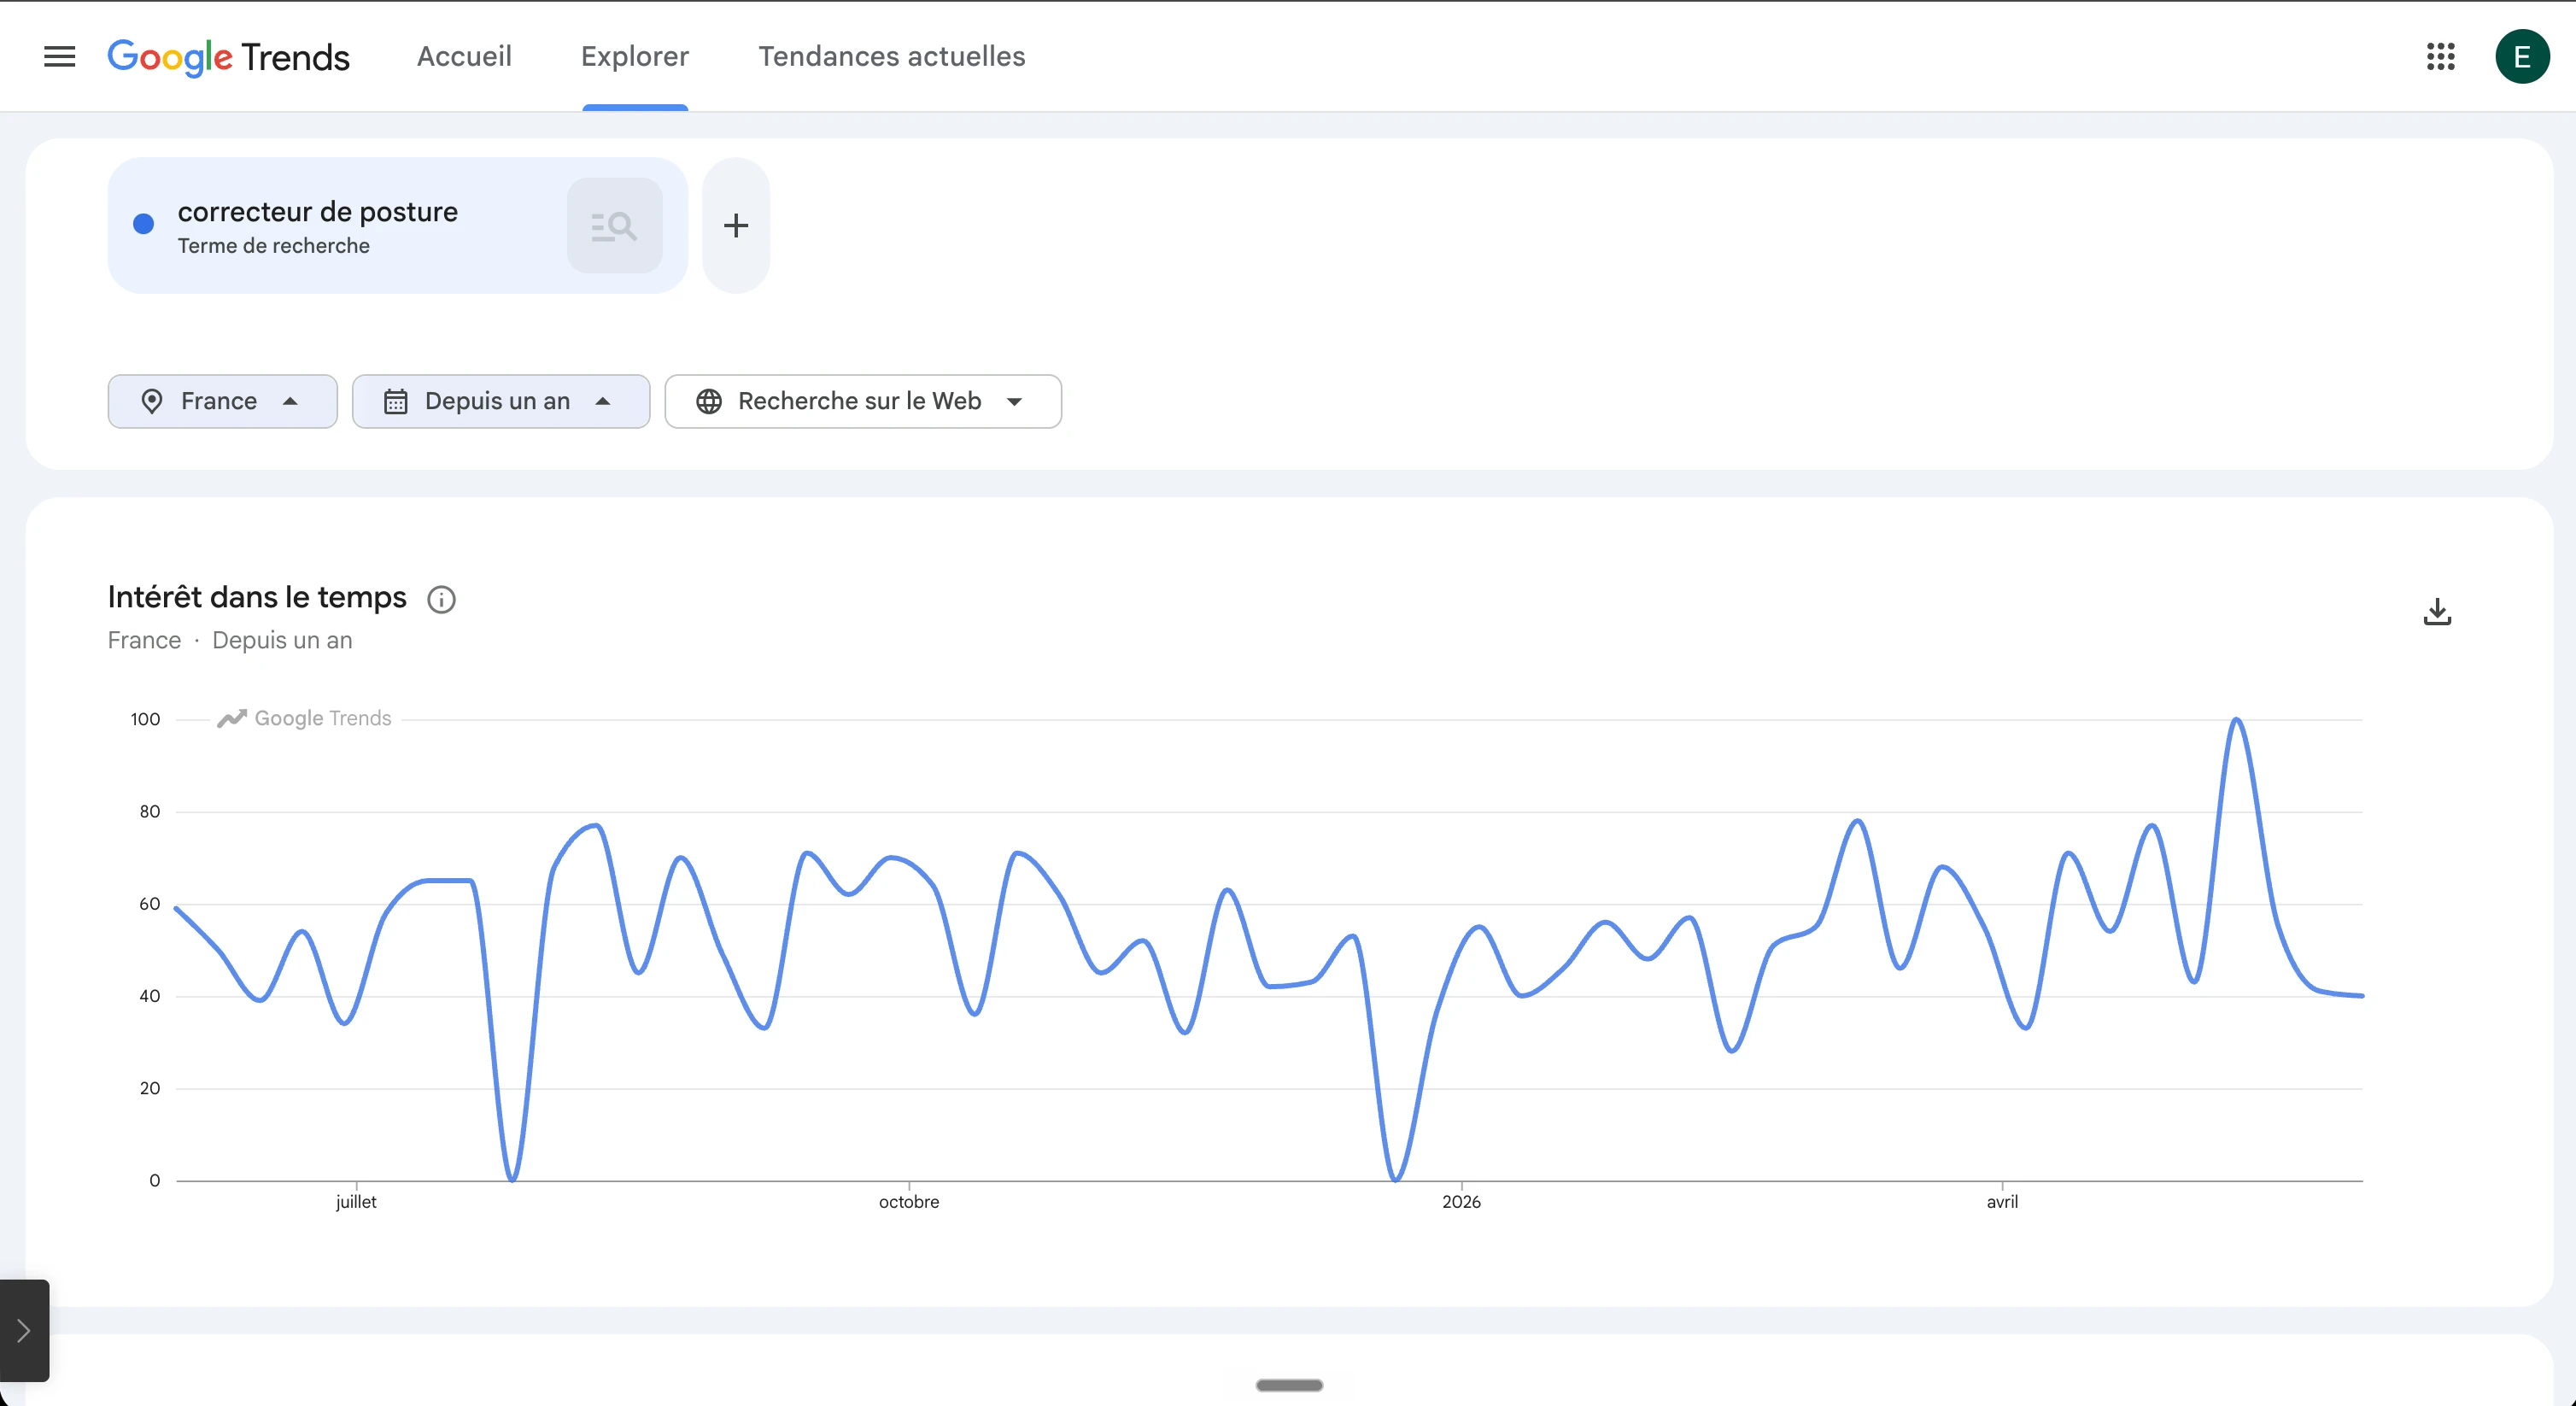 Google Trends Accueil Explorer Tendances actuelles E
correcteur de posture
Terme de recherche
+
France Depuis un an Recherche sur le Web
Intérêt dans le temps
France · Depuis un an
Google Trends
100
80
60
40
20
0
juillet octobre 2026 avril